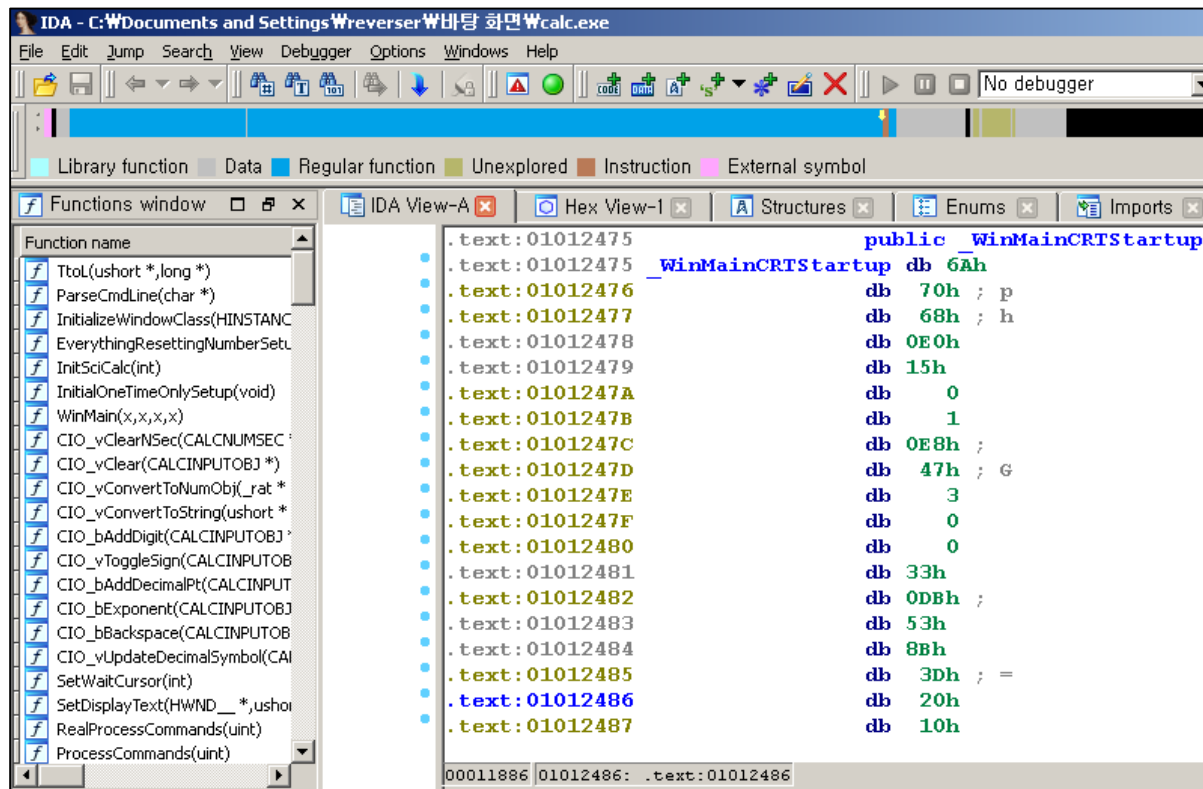 IDA - C:₩Documents and Settings₩reverser₩바탕 화면₩calc.exe
File Edit Jump Search View Debugger Options Windows Help
No debugger
Library function Data Regular function Unexplored Instruction External symbol
Functions window
IDA View-A Hex View-1 Structures Enums Imports
Function name
TtoL(ushort *,long *)
ParseCmdLine(char *)
InitializeWindowClass(HINSTANC
EverythingResettingNumberSetu
InitSciCalc(int)
InitialOneTimeOnlySetup(void)
WinMain(x,x,x,x)
CIO_vClearNSec(CALCNUMSEC *
CIO_vClear(CALCINPUTOBJ *)
CIO_vConvertToNumObj(_rat *
CIO_vConvertToString(ushort *
CIO_bAddDigit(CALCINPUTOBJ *
CIO_vToggleSign(CALCINPUTOB
CIO_bAddDecimalPt(CALCINPUT
CIO_bExponent(CALCINPUTOBJ
CIO_bBackspace(CALCINPUTOB
CIO_vUpdateDecimalSymbol(CAL
SetWaitCursor(int)
SetDisplayText(HWND__ *,ushor
RealProcessCommands(uint)
ProcessCommands(uint)
.text:01012475 public _WinMainCRTStartup
.text:01012475 _WinMainCRTStartup db 6Ah
.text:01012476 db 70h ; p
.text:01012477 db 68h ; h
.text:01012478 db 0E0h
.text:01012479 db 15h
.text:0101247A db 0
.text:0101247B db 1
.text:0101247C db 0E8h ;
.text:0101247D db 47h ; G
.text:0101247E db 3
.text:0101247F db 0
.text:01012480 db 0
.text:01012481 db 33h
.text:01012482 db 0DBh ;
.text:01012483 db 53h
.text:01012484 db 8Bh
.text:01012485 db 3Dh ; =
.text:01012486 db 20h
.text:01012487 db 10h
00011886 01012486: .text:01012486